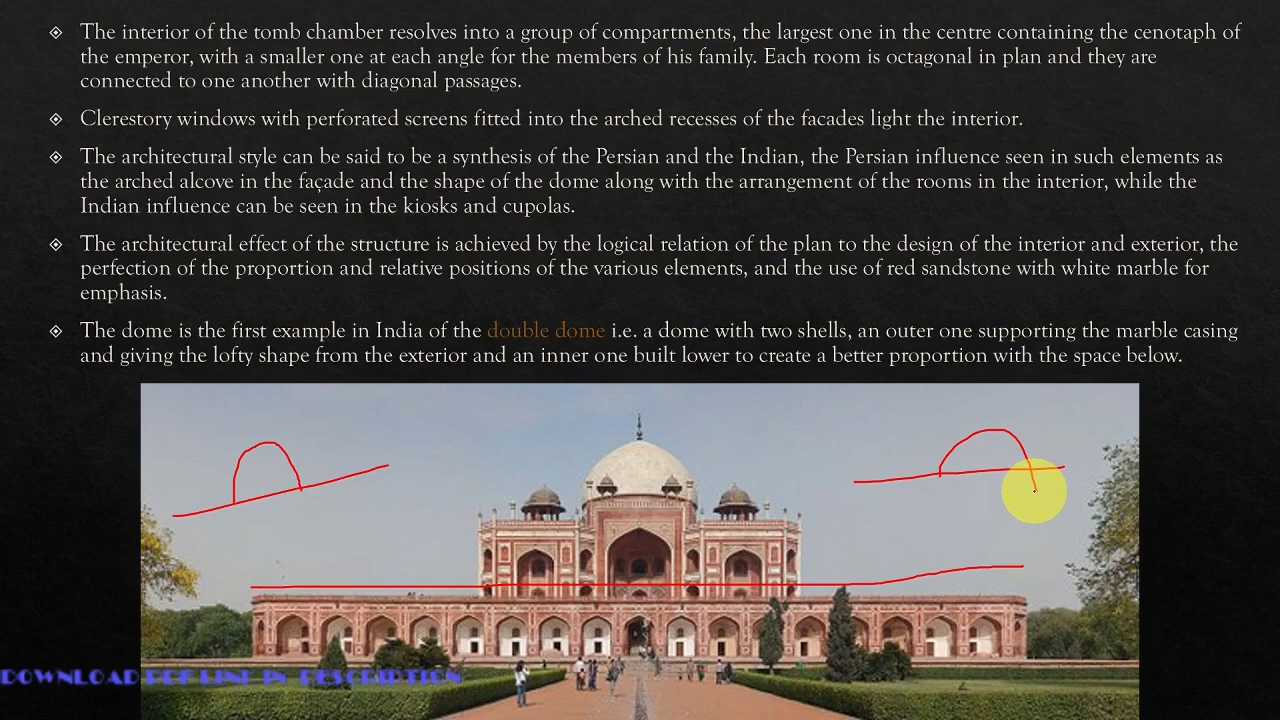 The interior of the tomb chamber resolves into a group of compartments, the largest one in the centre containing the cenotaph of
the emperor, with a smaller one at each angle for the members of his family. Each room is octagonal in plan and they are
connected to one another with diagonal passages.
Clerestory windows with perforated screens fitted into the arched recesses of the facades light the interior.
The architectural style can be said to be a synthesis of the Persian and the Indian, the Persian influence seen in such elements as
the arched alcove in the façade and the shape of the dome along with the arrangement of the rooms in the interior, while the
Indian influence can be seen in the kiosks and cupolas.
The architectural effect of the structure is achieved by the logical relation of the plan to the design of the interior and exterior, the
perfection of the proportion and relative positions of the various elements, and the use of red sandstone with white marble for
emphasis.
The dome is the first example in India of the double dome i.e. a dome with two shells, an outer one supporting the marble casing
and giving the lofty shape from the exterior and an inner one built lower to create a better proportion with the space below.
DOWNLOAD PDF LINK IN DESCRIPTION